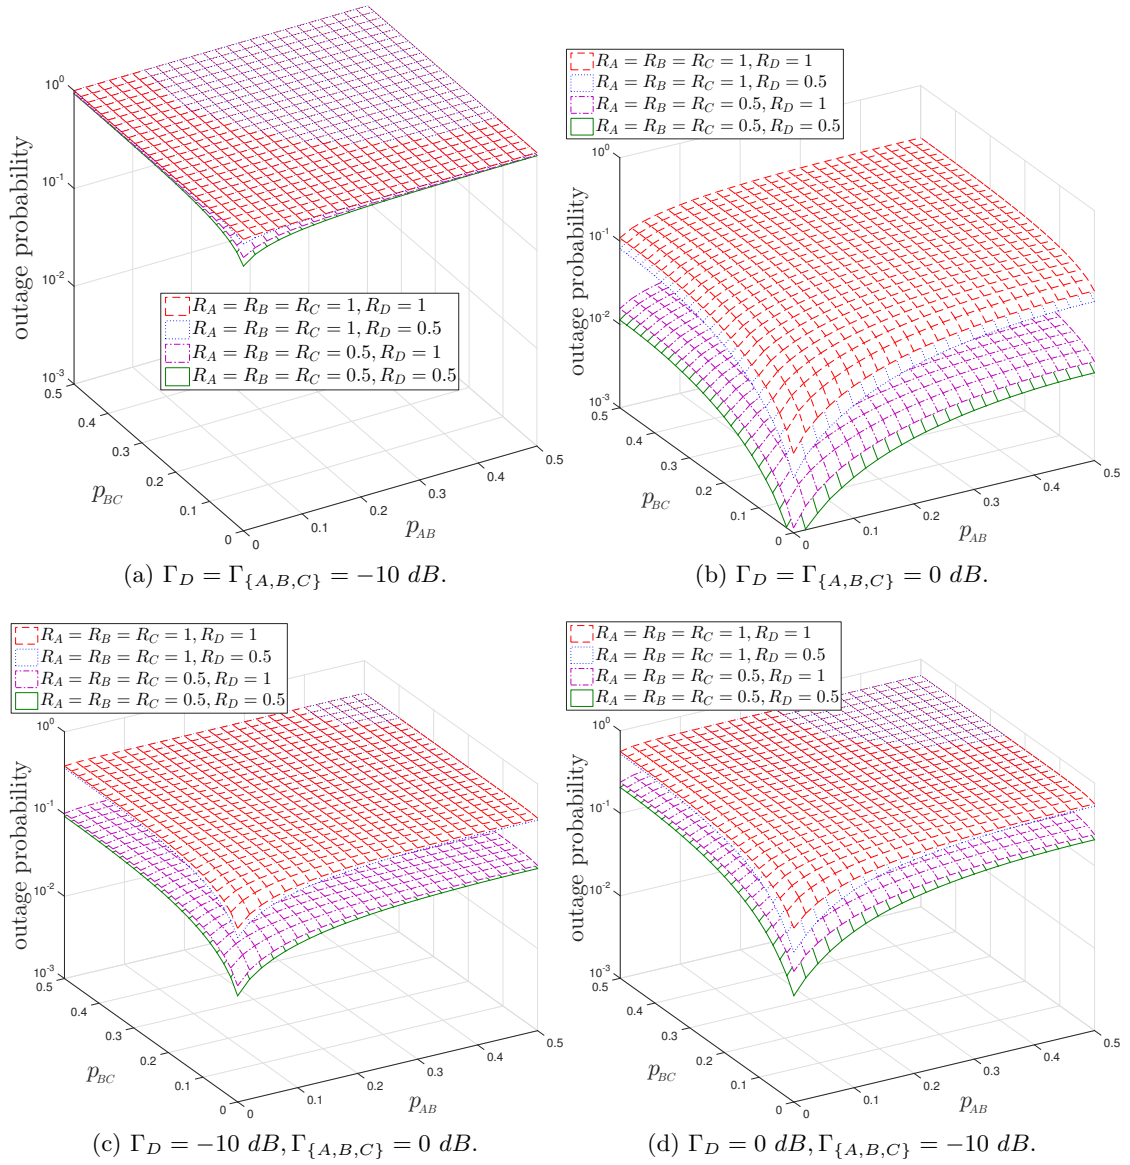 R_A = R_B = R_C = 1, R_D = 1
R_A = R_B = R_C = 1, R_D = 0.5
R_A = R_B = R_C = 0.5, R_D = 1
R_A = R_B = R_C = 0.5, R_D = 0.5
outage probability
10^0
10^-1
10^-2
10^-3
0.5
0.4
0.3
0.2
0.1
0
p_BC
0
0.1
0.2
0.3
0.4
0.5
p_AB
(a) Γ_D = Γ_{A,B,C} = −10 dB.
R_A = R_B = R_C = 1, R_D = 1
R_A = R_B = R_C = 1, R_D = 0.5
R_A = R_B = R_C = 0.5, R_D = 1
R_A = R_B = R_C = 0.5, R_D = 0.5
outage probability
10^0
10^-1
10^-2
10^-3
0.5
0.4
0.3
0.2
0.1
0
p_BC
0
0.1
0.2
0.3
0.4
0.5
p_AB
(b) Γ_D = Γ_{A,B,C} = 0 dB.
R_A = R_B = R_C = 1, R_D = 1
R_A = R_B = R_C = 1, R_D = 0.5
R_A = R_B = R_C = 0.5, R_D = 1
R_A = R_B = R_C = 0.5, R_D = 0.5
outage probability
10^0
10^-1
10^-2
10^-3
0.5
0.4
0.3
0.2
0.1
0
p_BC
0
0.1
0.2
0.3
0.4
0.5
p_AB
(c) Γ_D = −10 dB, Γ_{A,B,C} = 0 dB.
R_A = R_B = R_C = 1, R_D = 1
R_A = R_B = R_C = 1, R_D = 0.5
R_A = R_B = R_C = 0.5, R_D = 1
R_A = R_B = R_C = 0.5, R_D = 0.5
outage probability
10^0
10^-1
10^-2
10^-3
0.5
0.4
0.3
0.2
0.1
0
p_BC
0
0.1
0.2
0.3
0.4
0.5
p_AB
(d) Γ_D = 0 dB, Γ_{A,B,C} = −10 dB.